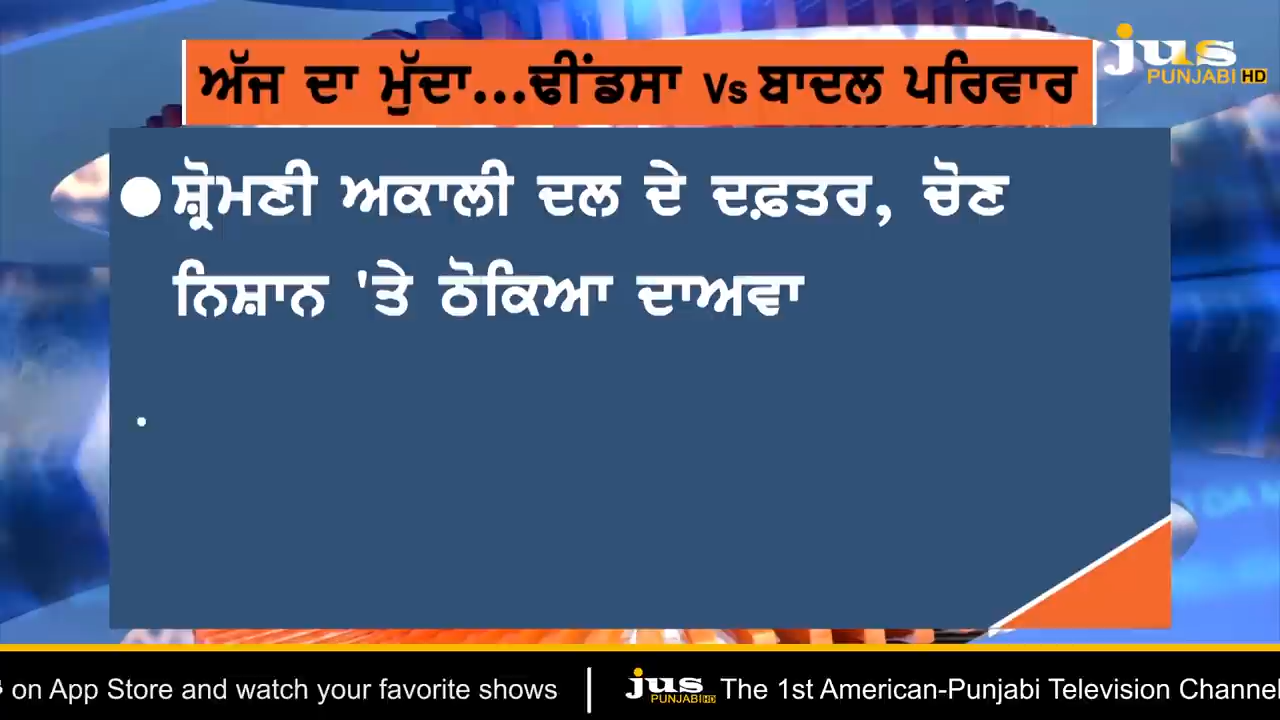 ਅੱਜ ਦਾ ਮੁੱਦਾ...ਢੀਂਡਸਾ Vs ਬਾਦਲ ਪਰਿਵਾਰ
jus
PUNJABI HD
ਸ਼੍ਰੋਮਣੀ ਅਕਾਲੀ ਦਲ ਦੇ ਦਫ਼ਤਰ, ਚੋਣ
ਨਿਸ਼ਾਨ 'ਤੇ ਠੋਕਿਆ ਦਾਅਵਾ
on App Store and watch your favorite shows | jus PUNJABI HD The 1st American-Punjabi Television Channel